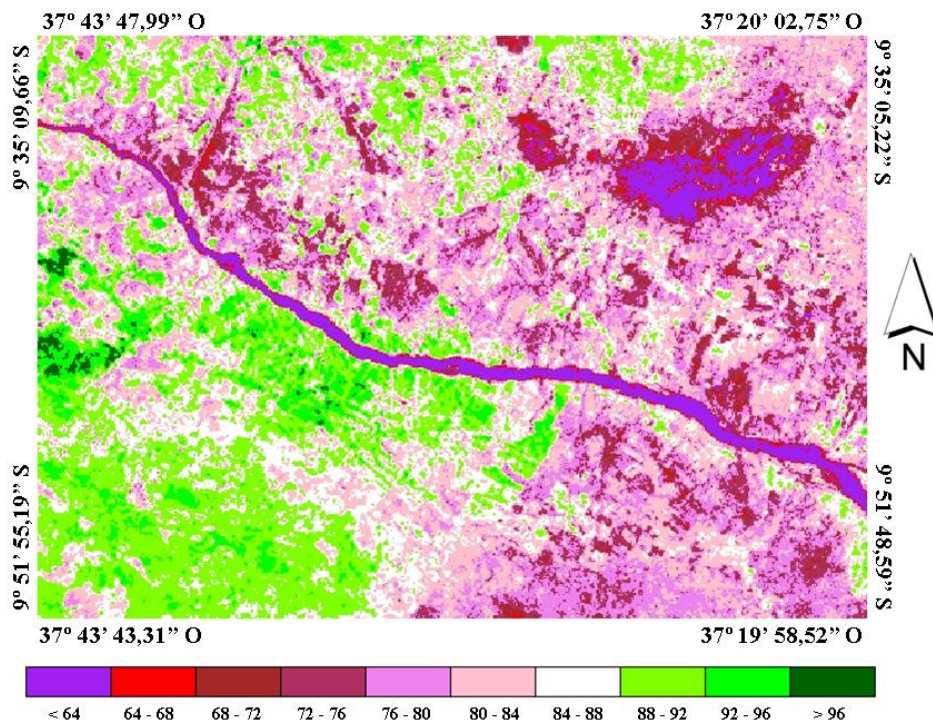 37º 43' 47,99” O
37º 20' 02,75” O
9º 35' 09,66” S
9º 35' 05,22” S
N
9º 51' 55,19” S
9º 51' 48,59” S
37º 43' 43,31” O
37º 19' 58,52” O
< 64
64 - 68
68 - 72
72 - 76
76 - 80
80 - 84
84 - 88
88 - 92
92 - 96
> 96